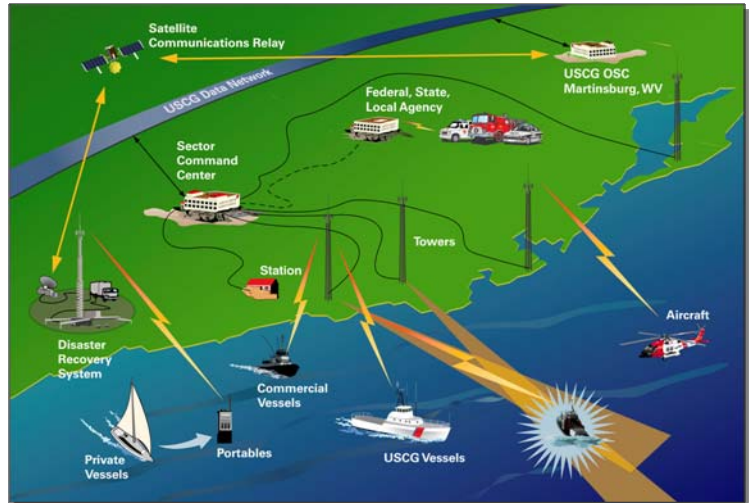 Satellite
Communications Relay
USCG Data Network
USCG OSC
Martinsburg, WV
Federal, State,
Local Agency
Sector
Command
Center
Towers
Station
Aircraft
Disaster
Recovery
System
Commercial
Vessels
Private
Vessels
Portables
USCG Vessels